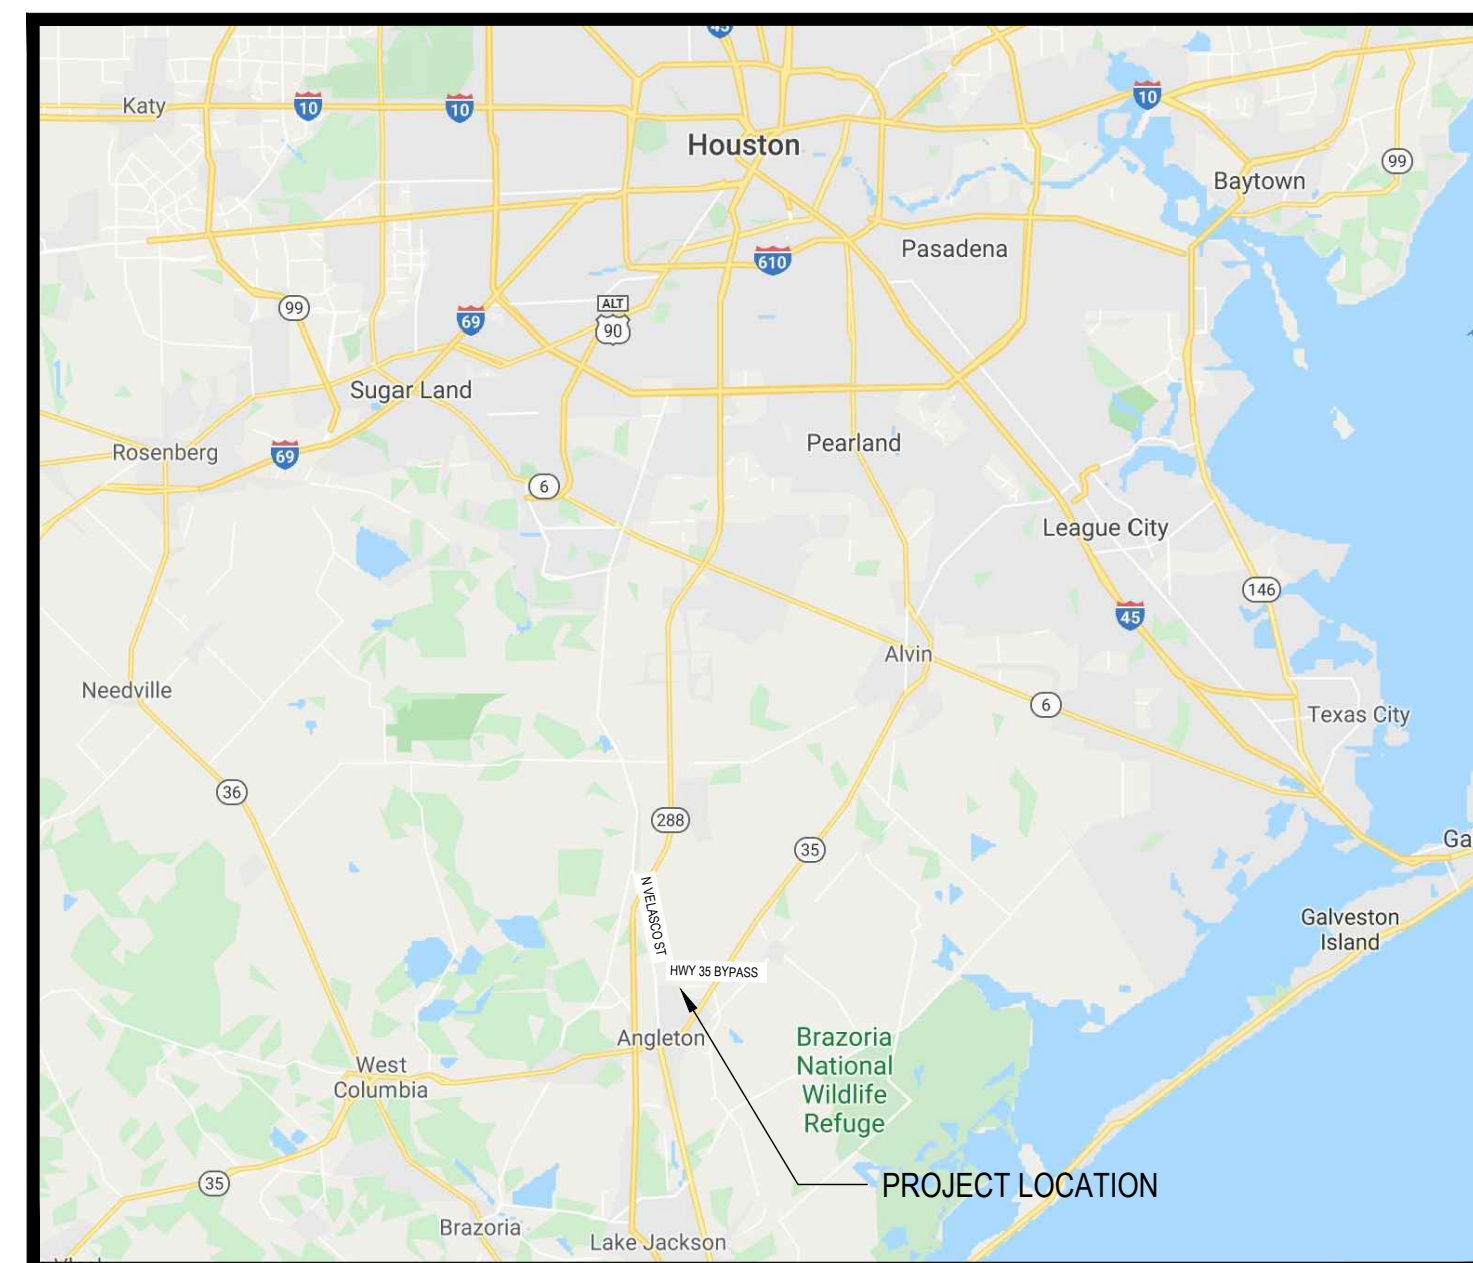 45
Katy
10
10
10
Houston
99
Baytown
Pasadena
610
99
ALT
90
69
Sugar Land
Pearland
Rosenberg
69
6
League City
146
45
Alvin
Needville
6
Texas City
36
288
35
Ga
N VELASCO ST
Galveston
Island
HWY 35 BYPASS
Angleton
Brazoria
National
Wildlife
Refuge
West
Columbia
35
PROJECT LOCATION
Brazoria
Lake Jackson